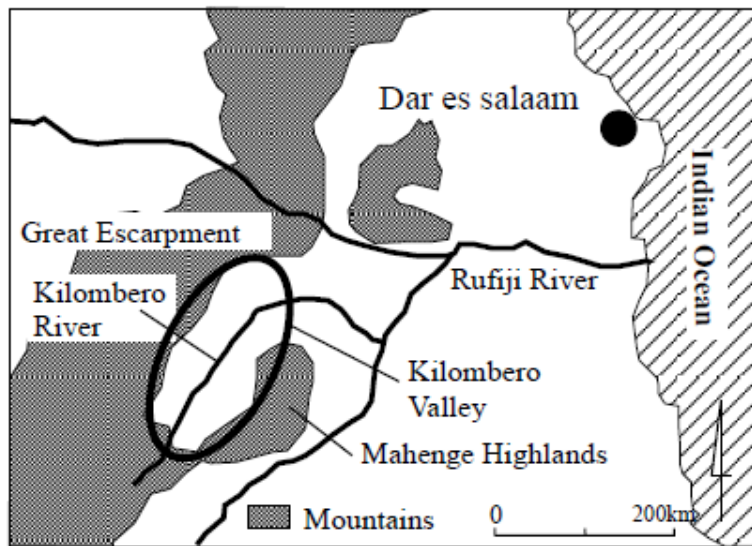 Dar es salaam
Indian Ocean
Great Escarpment
Rufiji River
Kilombero
River
Kilombero
Valley
Mahenge Highlands
Mountains
0 200km